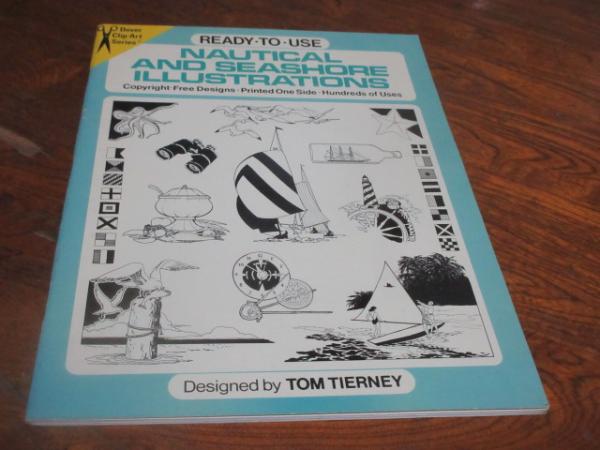 Dover
Clip Art
Series
READY·TO·USE
NAUTICAL
AND SEASHORE
ILLUSTRATIONS
Copyright-Free Designs · Printed One Side · Hundreds of Uses
Designed by TOM TIERNEY